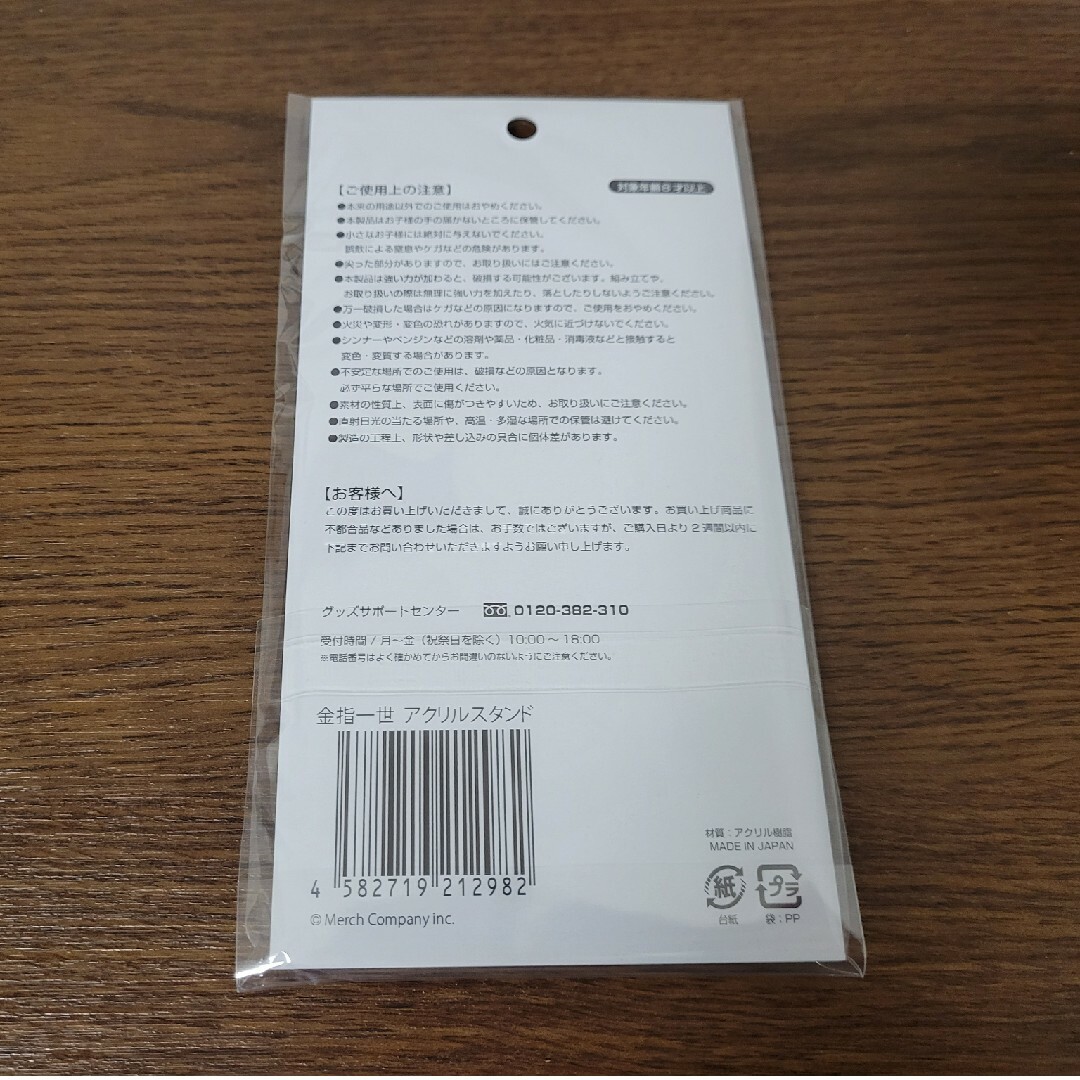 【ご使用上の注意】
対象年齢6才以上
●本来の用途以外でのご使用はおやめください。
●本製品はお子様の手の届かないところに保管してください。
●小さなお子様には絶対に与えないでください。
誤飲による窒息やケガなどの危険があります。
●尖った部分がありますので、お取り扱いにはご注意ください。
●本製品は強い力が加わると、破損する可能性がございます。組み立てや、
お取り扱いの際は無理に強い力を加えたり、落としたりしないようご注意ください。
●万一破損した場合はケガなどの原因になりますので、ご使用をおやめください。
●火災や変形・変色の恐れがありますので、火気に近づけないでください。
●シンナーやベンジンなどの溶剤や薬品・化粧品・消毒液などと接触すると
変色・変質する場合があります。
●不安定な場所でのご使用は、破損などの原因となります。
必ず平らな場所でご使用ください。
●素材の性質上、表面に傷がつきやすいため、お取り扱いにご注意ください。
●直射日光の当たる場所や、高温・多湿な場所での保管は避けてください。
●製造の工程上、形状や差し込みの具合に個体差があります。
【お客様へ】
この度はお買い上げいただきまして、誠にありがとうございます。お買い上げ商品に
不都合品などありました場合は、お手数ではございますが、ご購入日より2週間以内に
下記までお問い合わせいただきますようお願い申し上げます。
グッズサポートセンター 0120-382-310
受付時間 / 月～金（祝祭日を除く）10:00～18:00
※電話番号はよく確かめてからお間違いのないようにご注意ください。
金指一世 アクリルスタンド
4 582719 212982
© Merch Company inc.
材質：アクリル樹脂
MADE IN JAPAN
紙 プラ
台紙 袋：PP